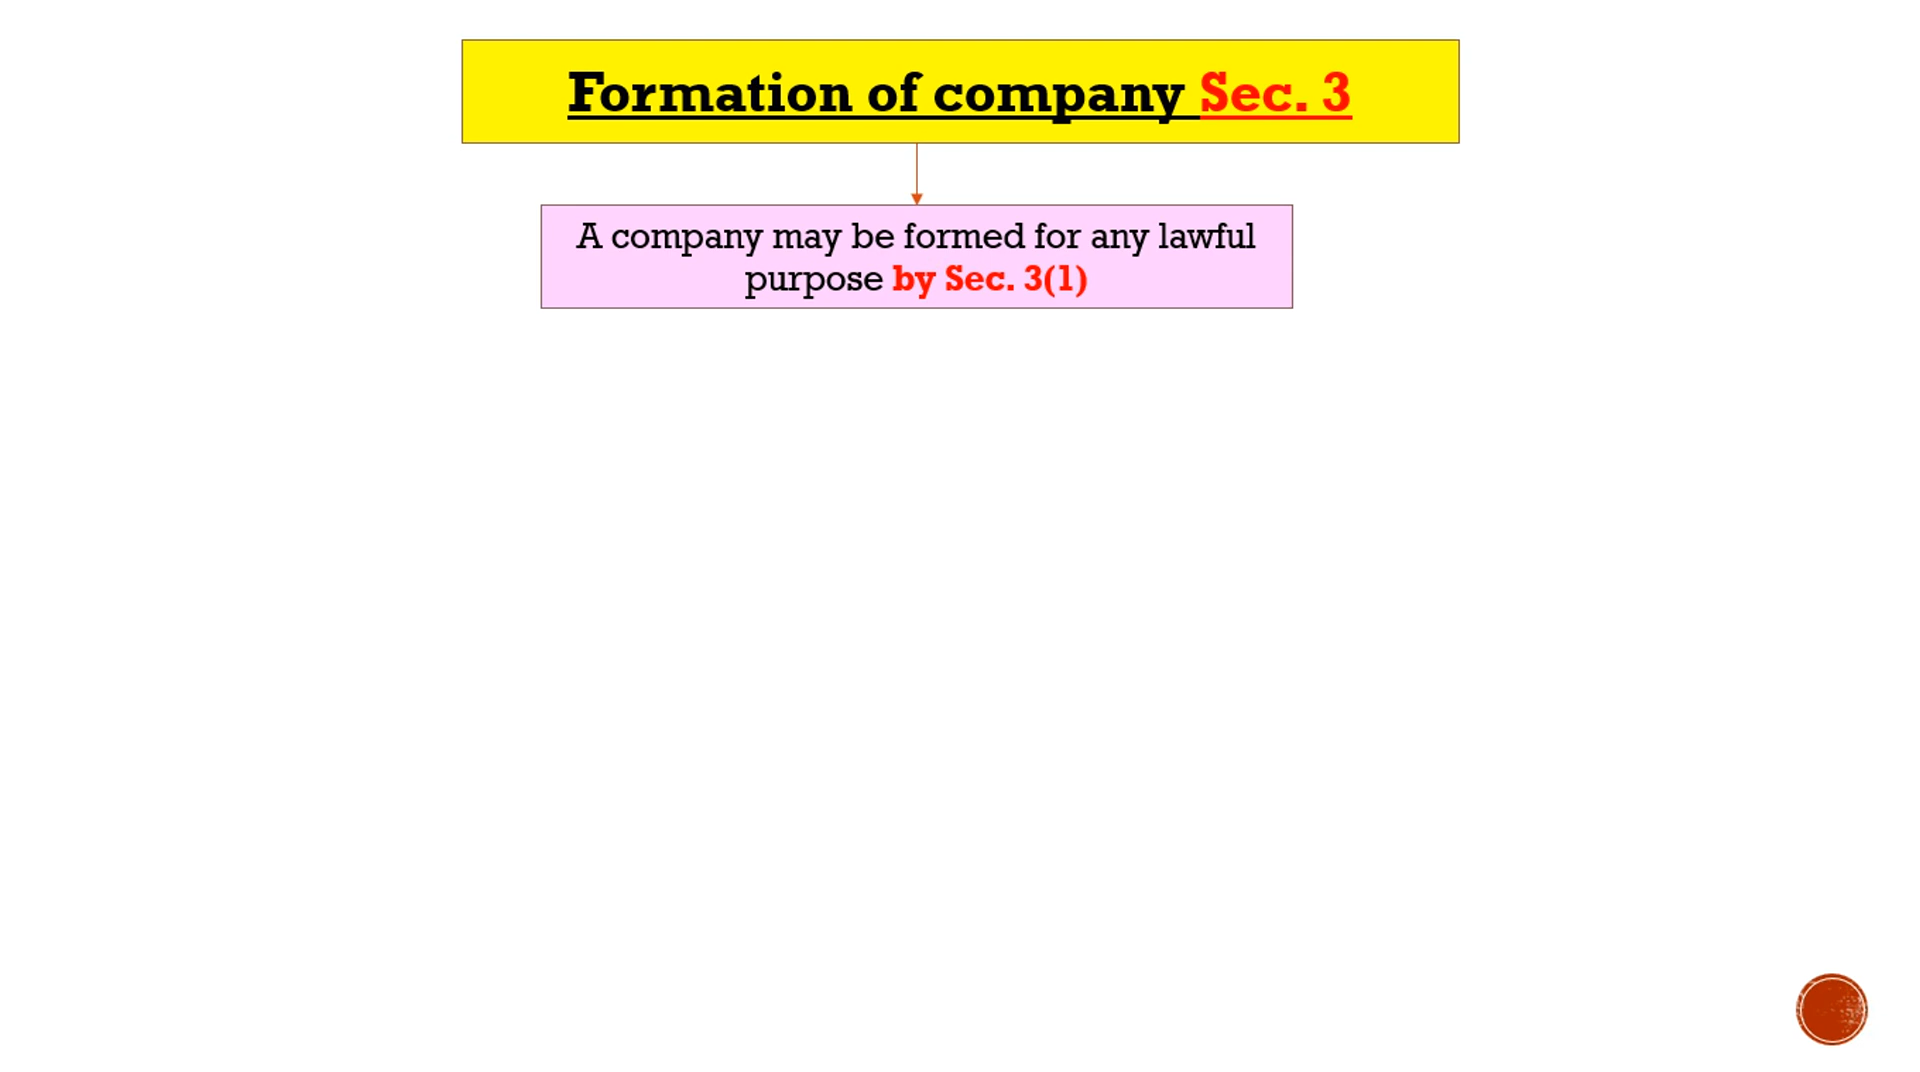 Formation of company Sec. 3
A company may be formed for any lawful
purpose by Sec. 3(1)